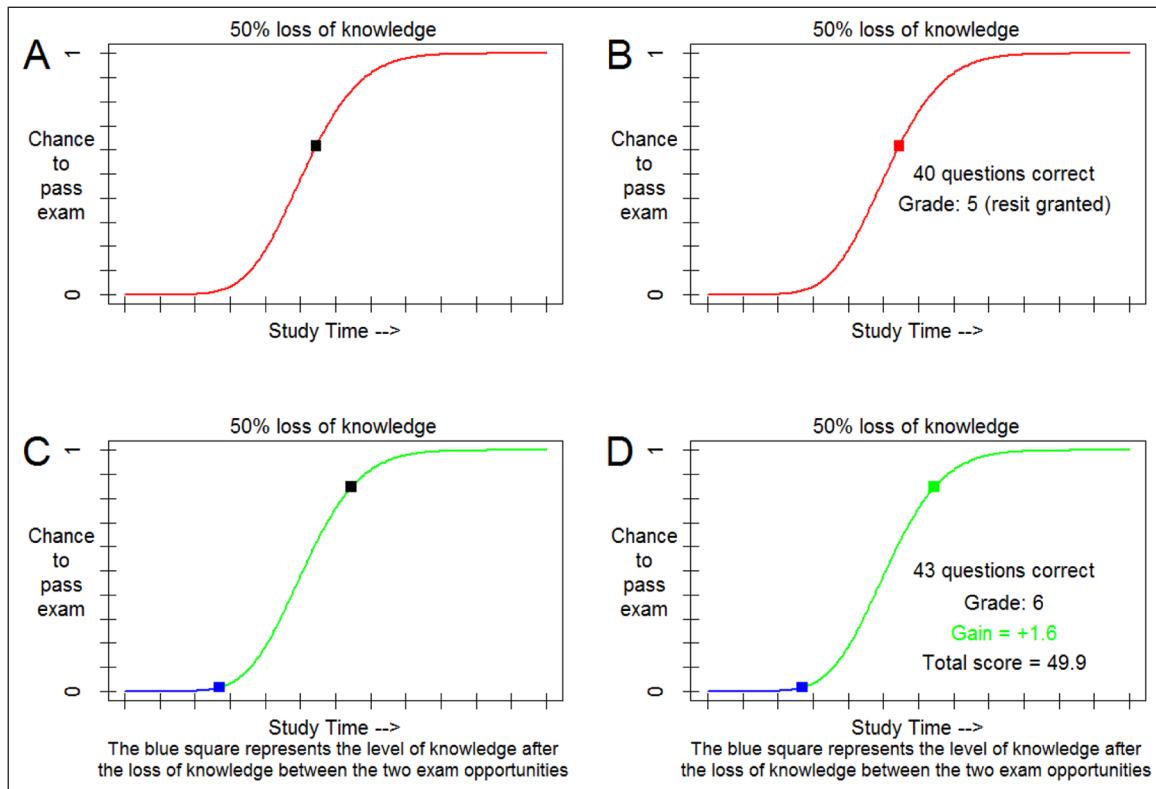 A
50% loss of knowledge
1
Chance
to
pass
exam
0
Study Time -->
B
50% loss of knowledge
1
Chance
to
pass
exam
0
40 questions correct
Grade: 5 (resit granted)
Study Time -->
C
50% loss of knowledge
1
Chance
to
pass
exam
0
Study Time -->
The blue square represents the level of knowledge after
the loss of knowledge between the two exam opportunities
D
50% loss of knowledge
1
Chance
to
pass
exam
0
43 questions correct
Grade: 6
Gain = +1.6
Total score = 49.9
Study Time -->
The blue square represents the level of knowledge after
the loss of knowledge between the two exam opportunities